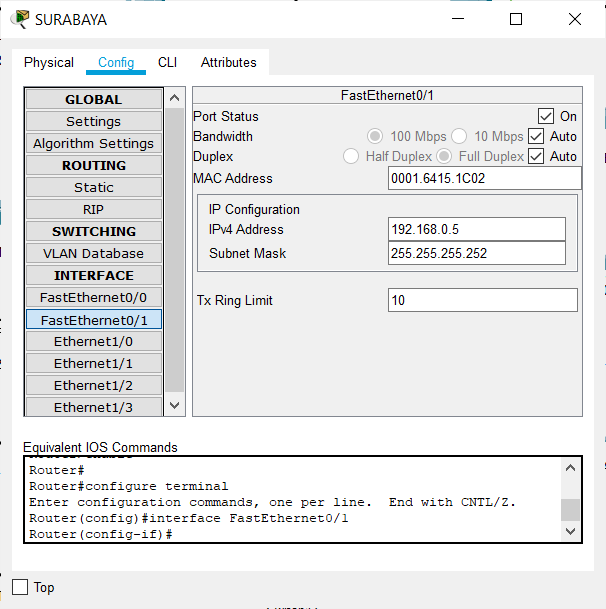 SURABAYA
Physical Config CLI Attributes
GLOBAL
Settings
Algorithm Settings
ROUTING
Static
RIP
SWITCHING
VLAN Database
INTERFACE
FastEthernet0/0
FastEthernet0/1
Ethernet1/0
Ethernet1/1
Ethernet1/2
Ethernet1/3
FastEthernet0/1
Port Status On
Bandwidth 100 Mbps 10 Mbps Auto
Duplex Half Duplex Full Duplex Auto
MAC Address 0001.6415.1C02
IP Configuration
IPv4 Address 192.168.0.5
Subnet Mask 255.255.255.252
Tx Ring Limit 10
Equivalent IOS Commands
Router#
Router#configure terminal
Enter configuration commands, one per line. End with CNTL/Z.
Router(config)#interface FastEthernet0/1
Router(config-if)#
Top